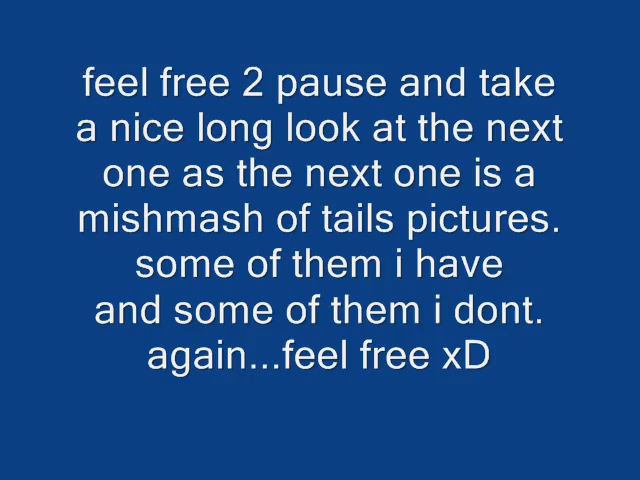 feel free 2 pause and take
a nice long look at the next
one as the next one is a
mishmash of tails pictures.
some of them i have
and some of them i dont.
again...feel free xD